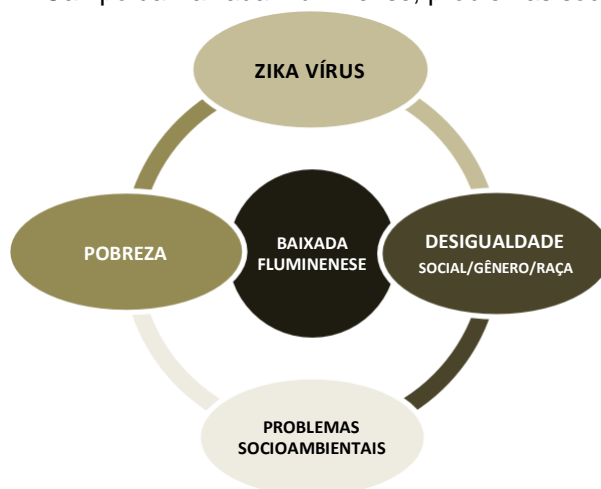 ZIKA VÍRUS
POBREZA
BAIXADA
FLUMINENESE
DESIGUALDADE
SOCIAL/GÊNERO/RAÇA
PROBLEMAS
SOCIOAMBIENTAIS